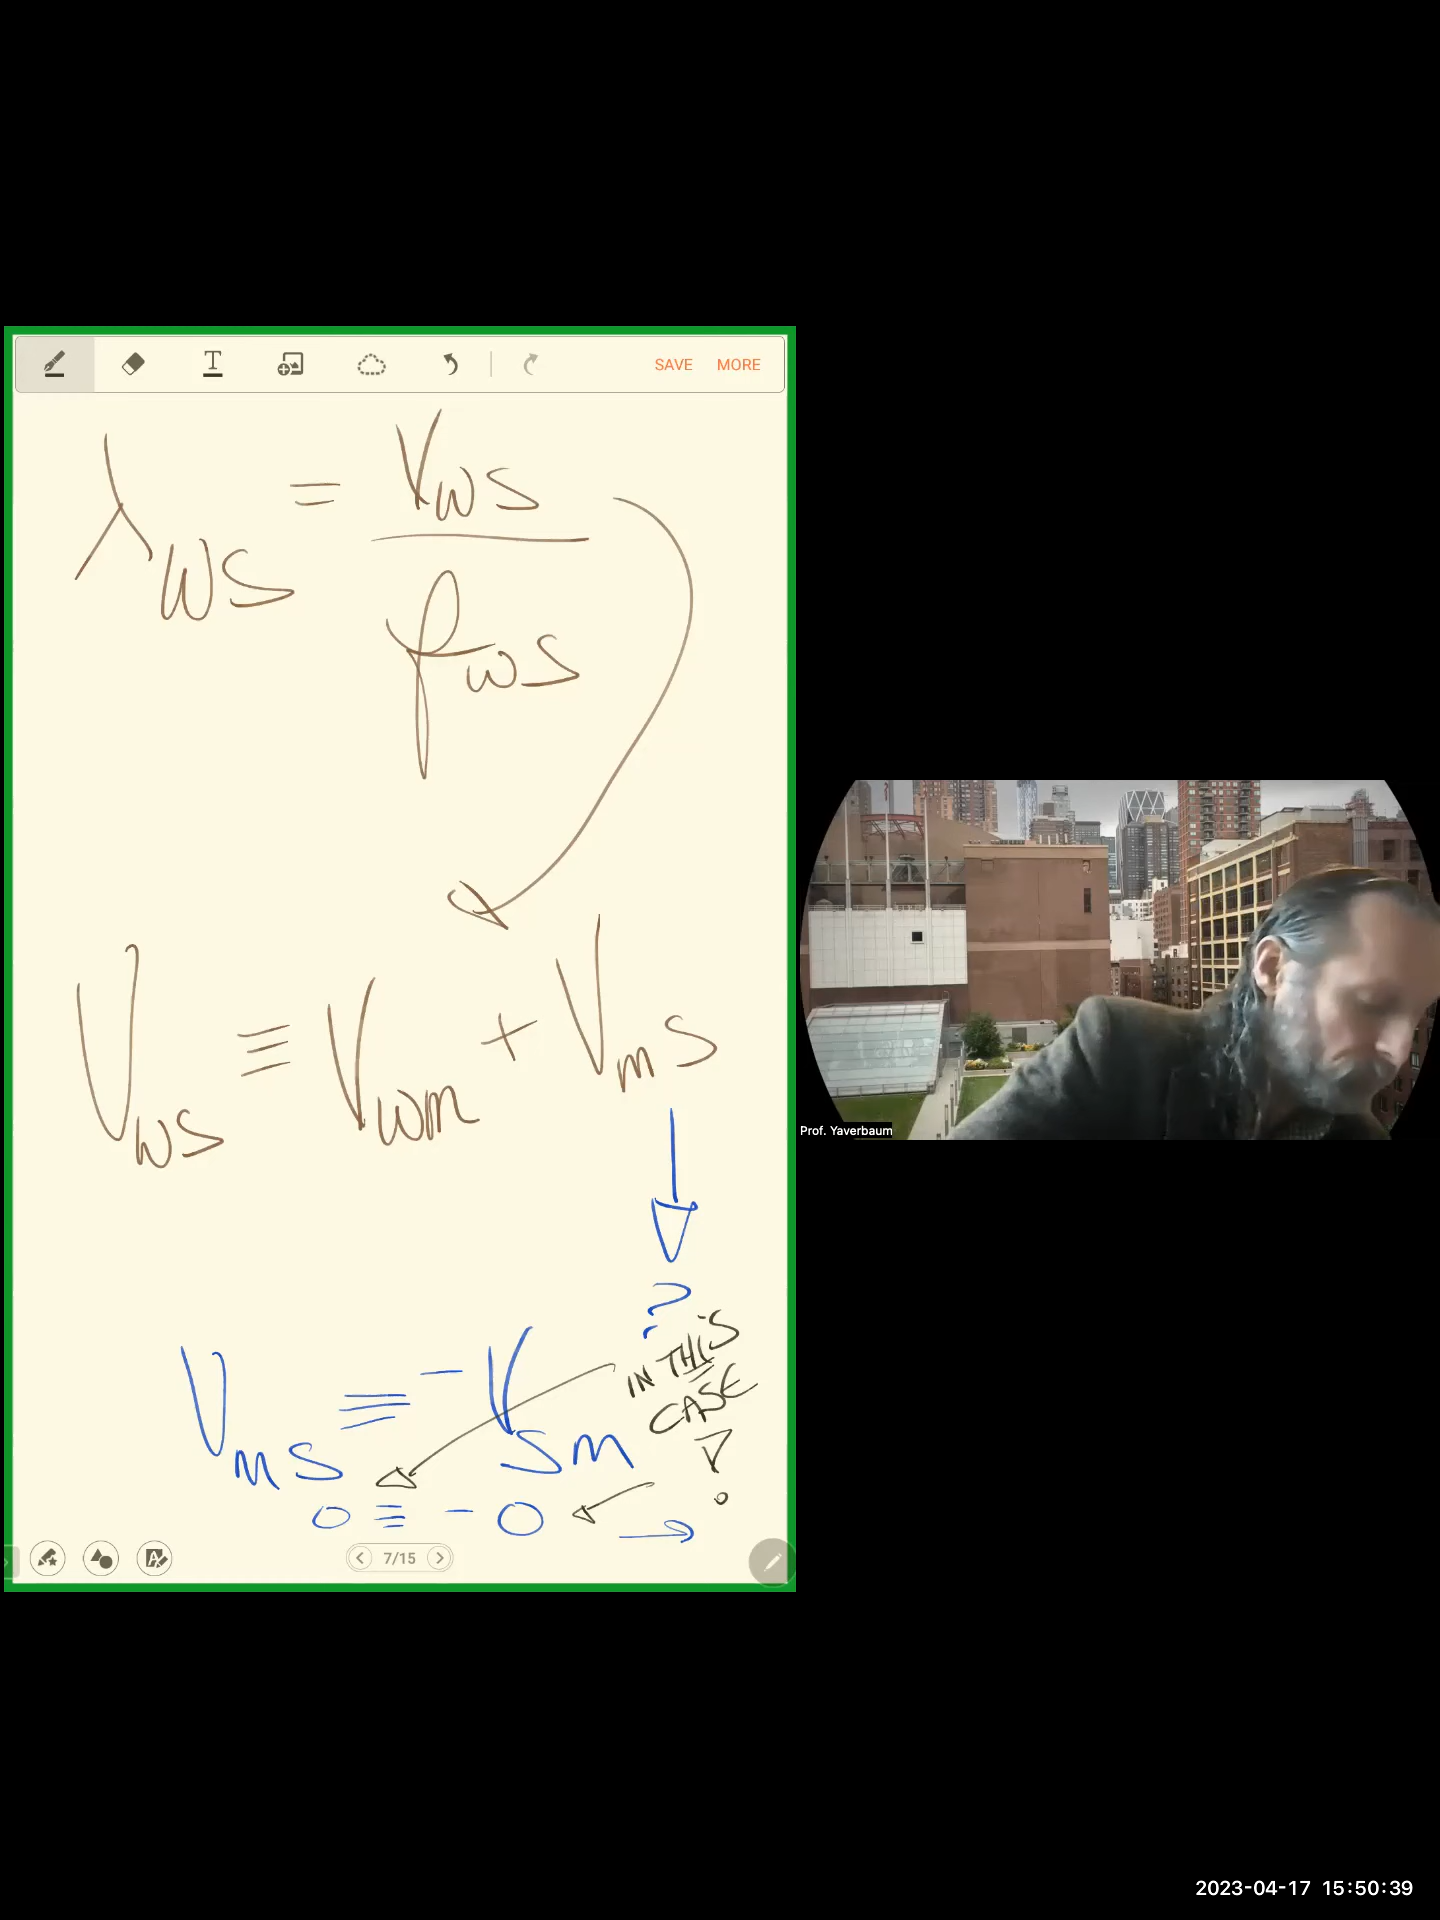 SAVE MORE
λWS = VWS / fWS
VWS ≡ VWM + VMS
?
IN THIS
CASE
VMS ≡ -VSM
0 ≡ -0
7/15
Prof. Yaverbaum
2023-04-17 15:50:39